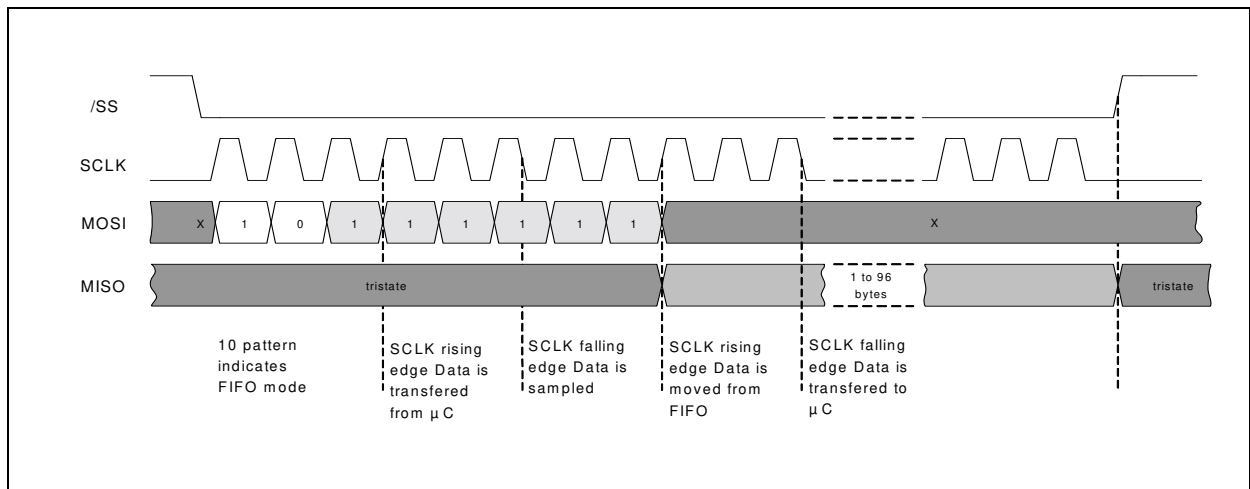 /SS
SCLK
MOSI
X
1
0
1
1
1
1
1
1
X
MISO
tristate
1 to 96
bytes
tristate
10 pattern
indicates
FIFO mode
SCLK rising
edge Data is
transfered
from µ C
SCLK falling
edge Data is
sampled
SCLK rising
edge Data is
moved from
FIFO
SCLK falling
edge Data is
transfered to
µ C